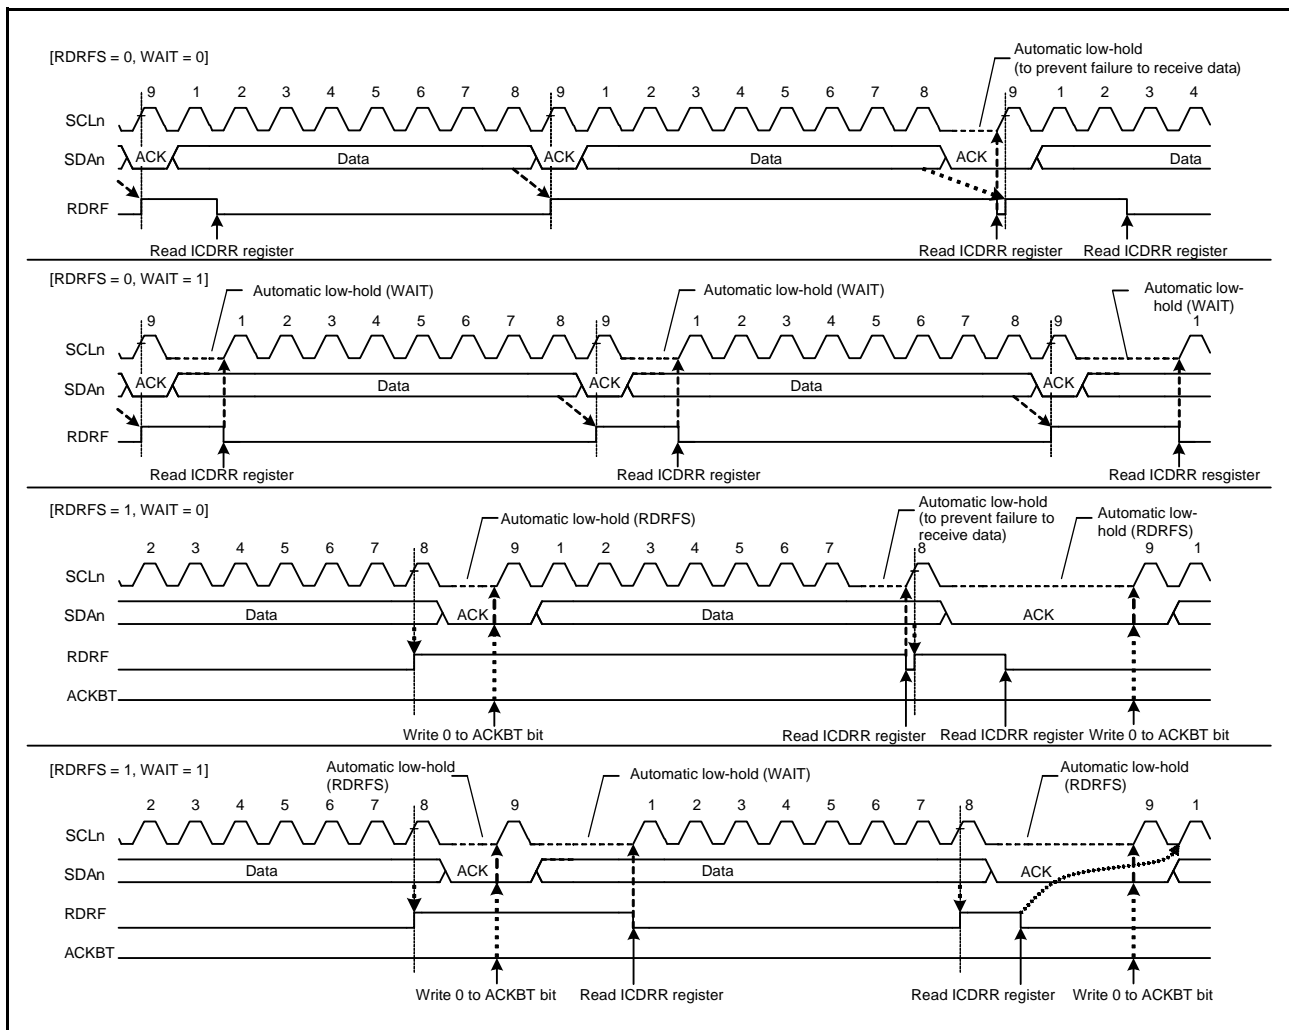 [RDRFS = 0, WAIT = 0]
Automatic low-hold
(to prevent failure to receive data)
9 1 2 3 4 5 6 7 8 9 1 2 3 4 5 6 7 8 9 1 2 3 4
SCLn
SDAn ACK Data ACK Data ACK Data
RDRF
Read ICDRR register Read ICDRR register Read ICDRR register
[RDRFS = 0, WAIT = 1]
Automatic low-hold (WAIT) Automatic low-hold (WAIT) Automatic low-
hold (WAIT)
9 1 2 3 4 5 6 7 8 9 1 2 3 4 5 6 7 8 9 1
SCLn
SDAn ACK Data ACK Data ACK
RDRF
Read ICDRR register Read ICDRR register Read ICDRR resgister
[RDRFS = 1, WAIT = 0]
Automatic low-hold (RDRFS)
Automatic low-hold
(to prevent failure to
receive data)
Automatic low-
hold (RDRFS)
2 3 4 5 6 7 8 9 1 2 3 4 5 6 7 8 9 1
SCLn
SDAn Data ACK Data ACK
RDRF
ACKBT
Write 0 to ACKBT bit Read ICDRR register Read ICDRR register Write 0 to ACKBT bit
[RDRFS = 1, WAIT = 1]
Automatic low-hold
(RDRFS)
Automatic low-hold (WAIT)
Automatic low-hold
(RDRFS)
2 3 4 5 6 7 8 9 1 2 3 4 5 6 7 8 9 1
SCLn
SDAn Data ACK Data ACK
RDRF
ACKBT
Write 0 to ACKBT bit Read ICDRR register Read ICDRR register Write 0 to ACKBT bit